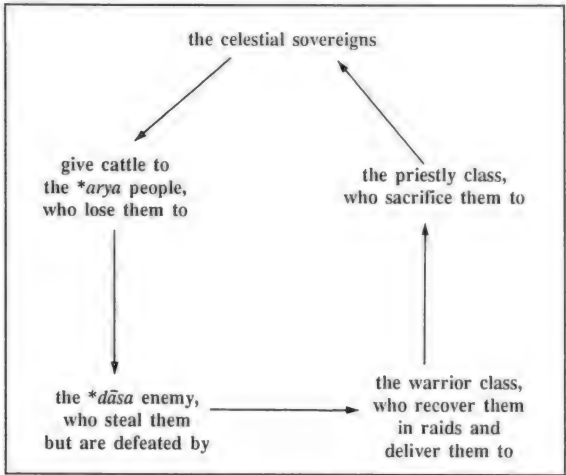 the celestial sovereigns
give cattle to
the *arya people,
who lose them to
the *dāsa enemy,
who steal them
but are defeated by
the warrior class,
who recover them
in raids and
deliver them to
the priestly class,
who sacrifice them to